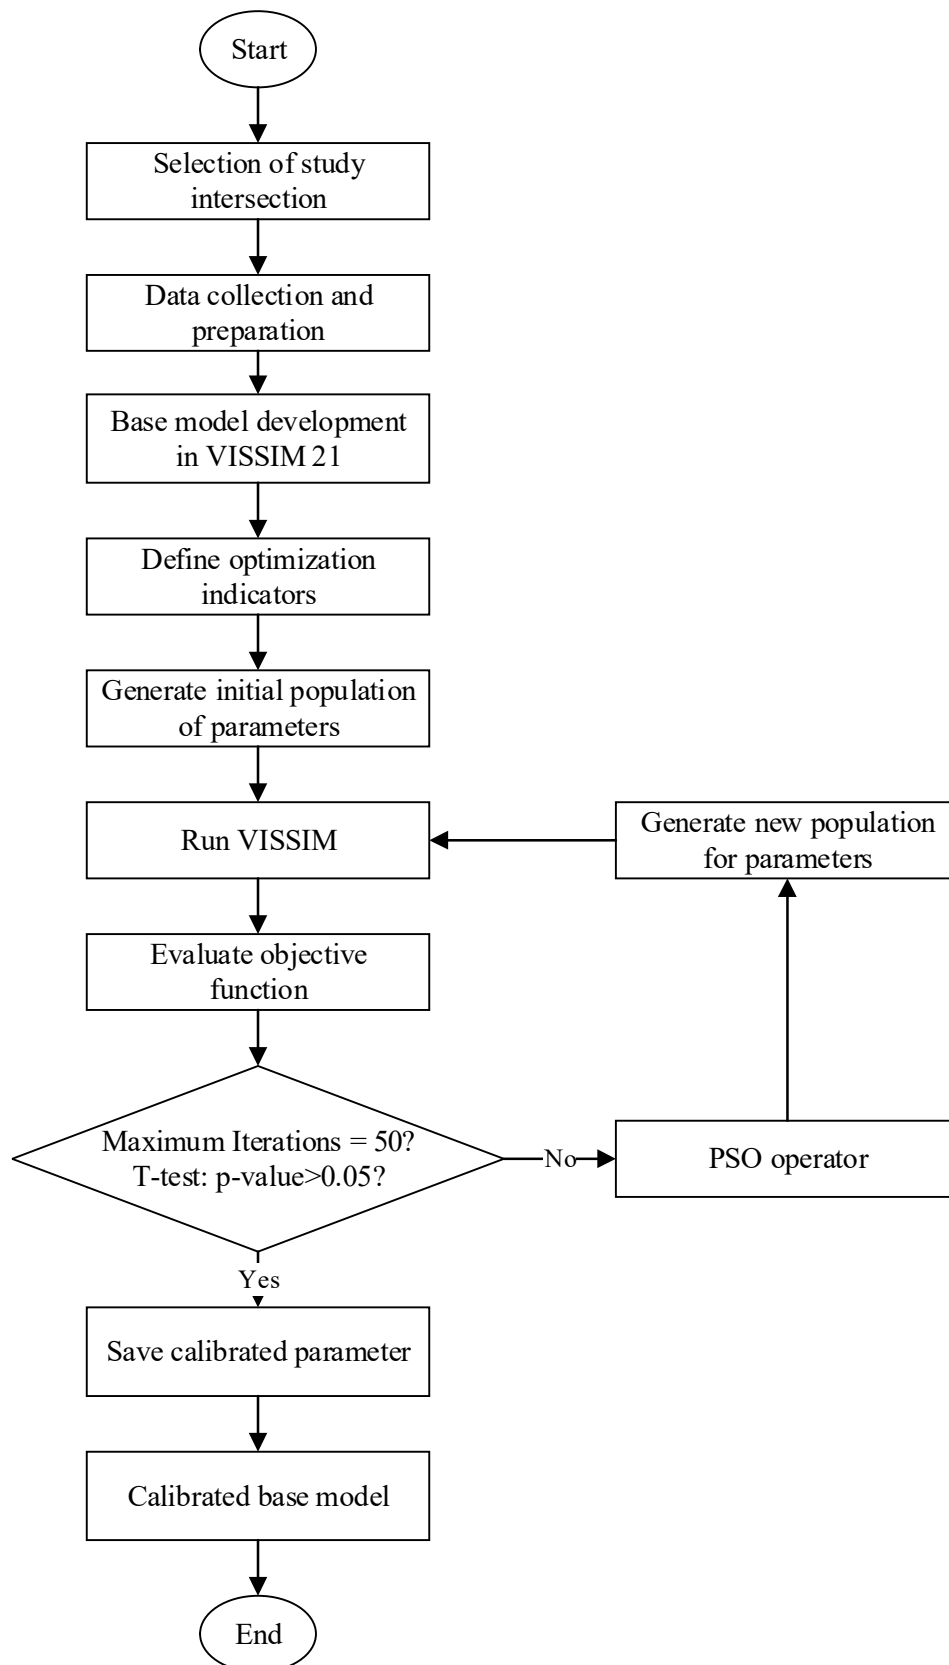 Start
Selection of study
intersection
Data collection and
preparation
Base model development
in VISSIM 21
Define optimization
indicators
Generate initial population
of parameters
Run VISSIM
Generate new population
for parameters
Evaluate objective
function
Maximum Iterations = 50?
T-test: p-value>0.05?
No
PSO operator
Yes
Save calibrated parameter
Calibrated base model
End